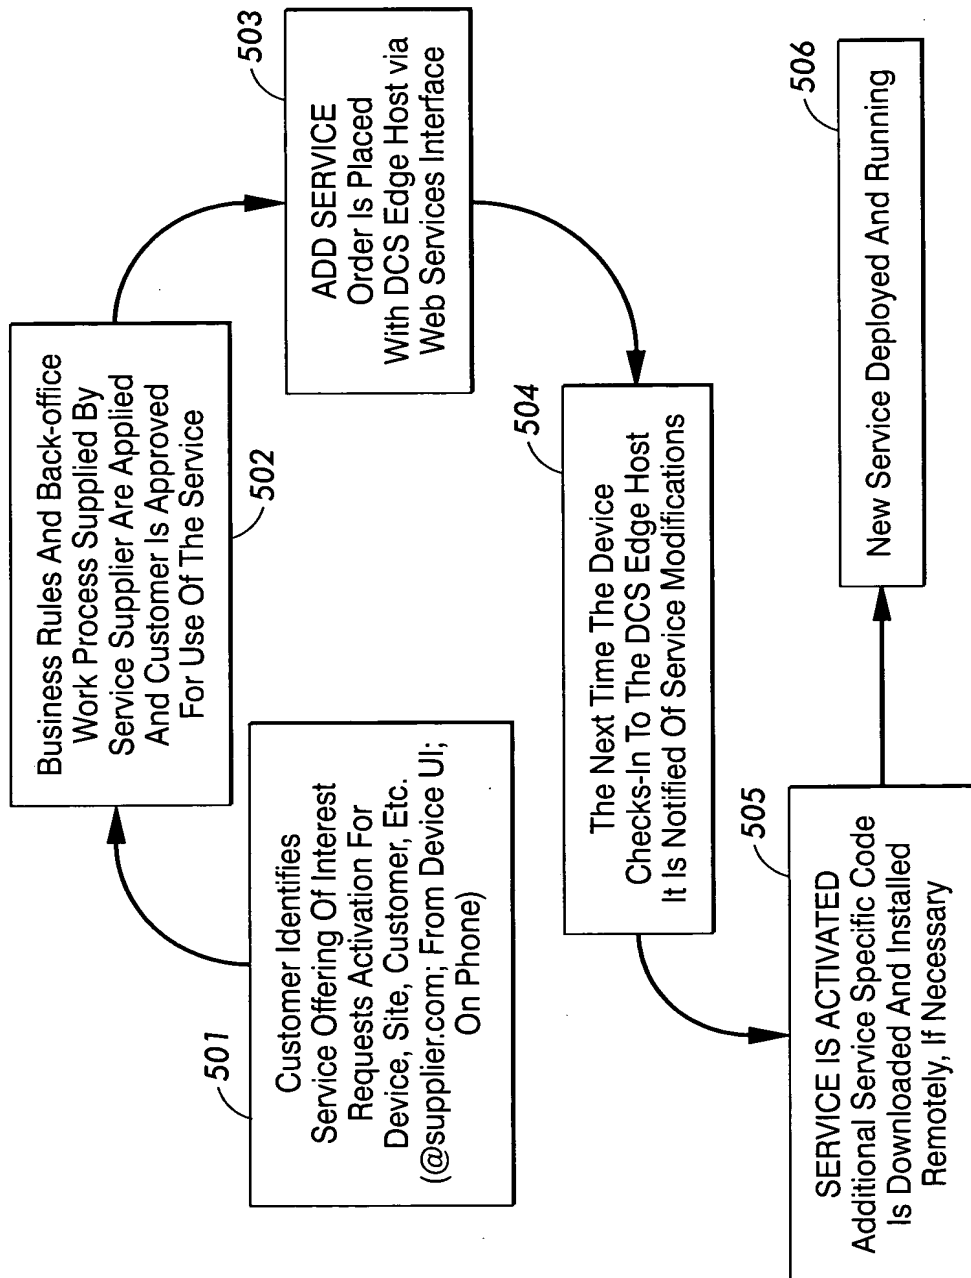 501
Customer Identifies
Service Offering Of Interest
Requests Activation For
Device, Site, Customer, Etc.
(@supplier.com; From Device UI;
On Phone)
Business Rules And Back-office
Work Process Supplied By
Service Supplier Are Applied
And Customer Is Approved
For Use Of The Service
502
503
ADD SERVICE
Order Is Placed
With DCS Edge Host via
Web Services Interface
504
The Next Time The Device
Checks-In To The DCS Edge Host
It Is Notified Of Service Modifications
505
SERVICE IS ACTIVATED
Additional Service Specific Code
Is Downloaded And Installed
Remotely, If Necessary
506
New Service Deployed And Running